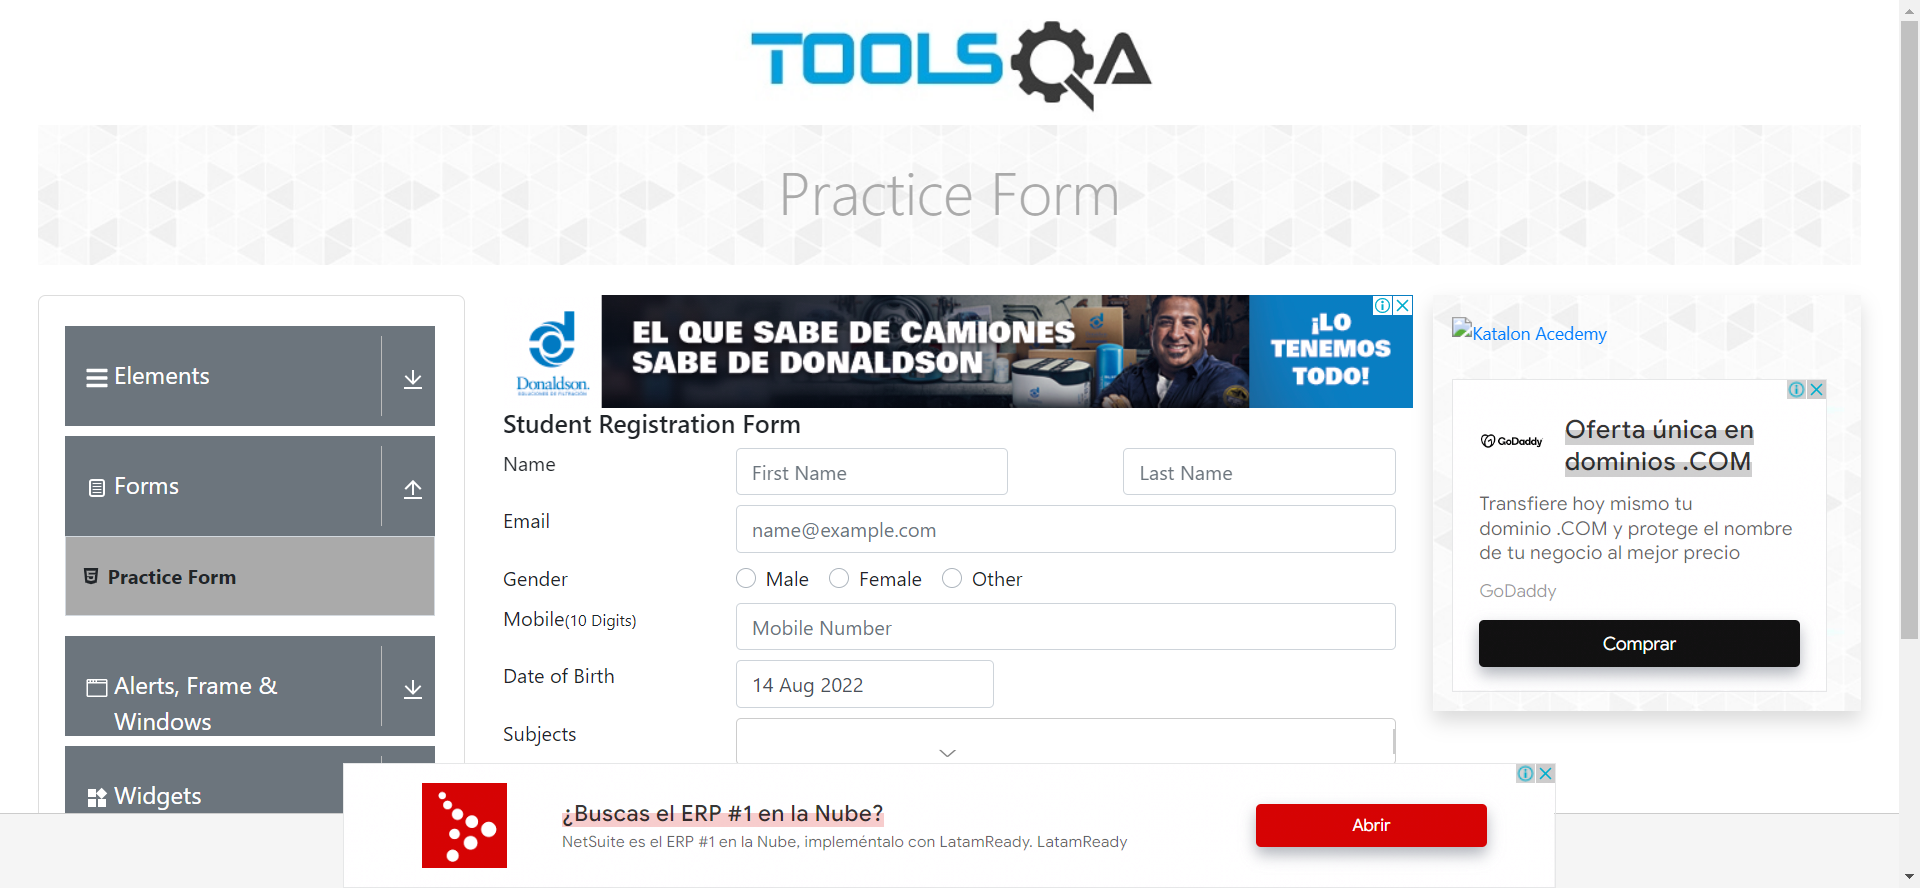 TOOLSQA
Practice Form
Elements
Forms
Practice Form
Alerts, Frame &
Windows
Widgets
Donaldson.
SOLUCIONES DE FILTRACIÓN
EL QUE SABE DE CAMIONES
SABE DE DONALDSON
¡LO
TENEMOS
TODO!
Student Registration Form
Name
First Name
Last Name
Email
name@example.com
Gender
Male
Female
Other
Mobile(10 Digits)
Mobile Number
Date of Birth
14 Aug 2022
Subjects
Katalon Acedemy
GoDaddy
Oferta única en
dominios .COM
Transfiere hoy mismo tu
dominio .COM y protege el nombre
de tu negocio al mejor precio
GoDaddy
Comprar
¿Buscas el ERP #1 en la Nube?
NetSuite es el ERP #1 en la Nube, impleméntalo con LatamReady. LatamReady
Abrir